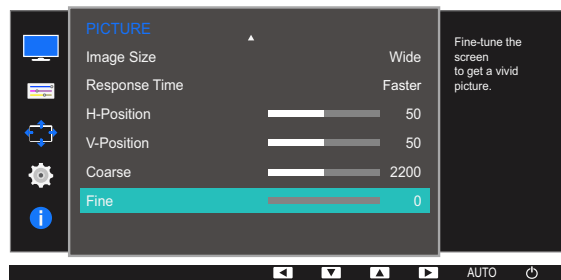 PICTURE
Image Size Wide
Response Time Faster
H-Position 50
V-Position 50
Coarse 2200
Fine 0
Fine-tune the
screen
to get a vivid
picture.
AUTO